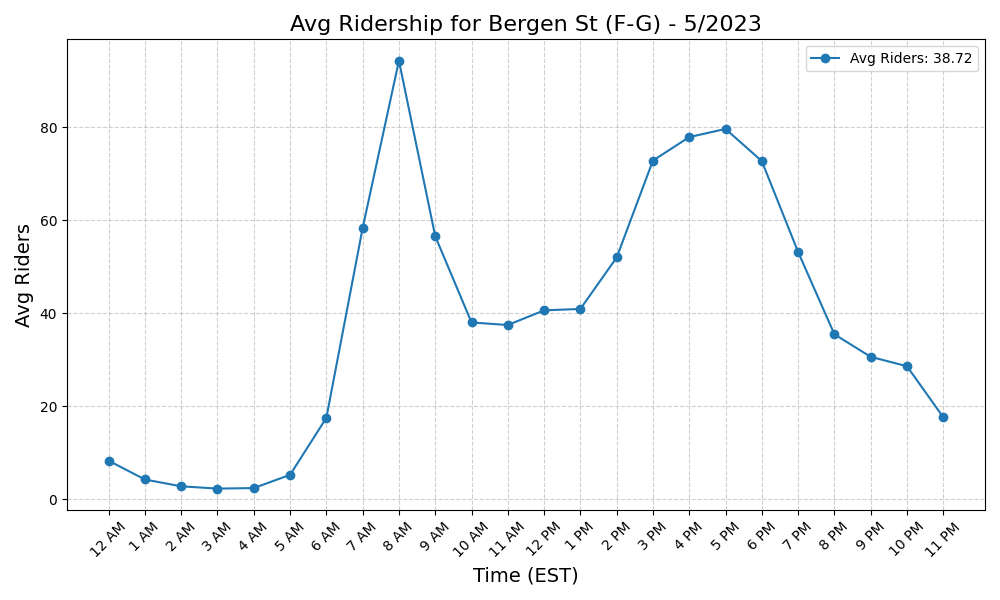 Avg Ridership for Bergen St (F-G) - 5/2023
Avg Riders: 38.72
Avg Riders
80
60
40
20
0
12 AM
1 AM
2 AM
3 AM
4 AM
5 AM
6 AM
7 AM
8 AM
9 AM
10 AM
11 AM
12 PM
1 PM
2 PM
3 PM
4 PM
5 PM
6 PM
7 PM
8 PM
9 PM
10 PM
11 PM
Time (EST)